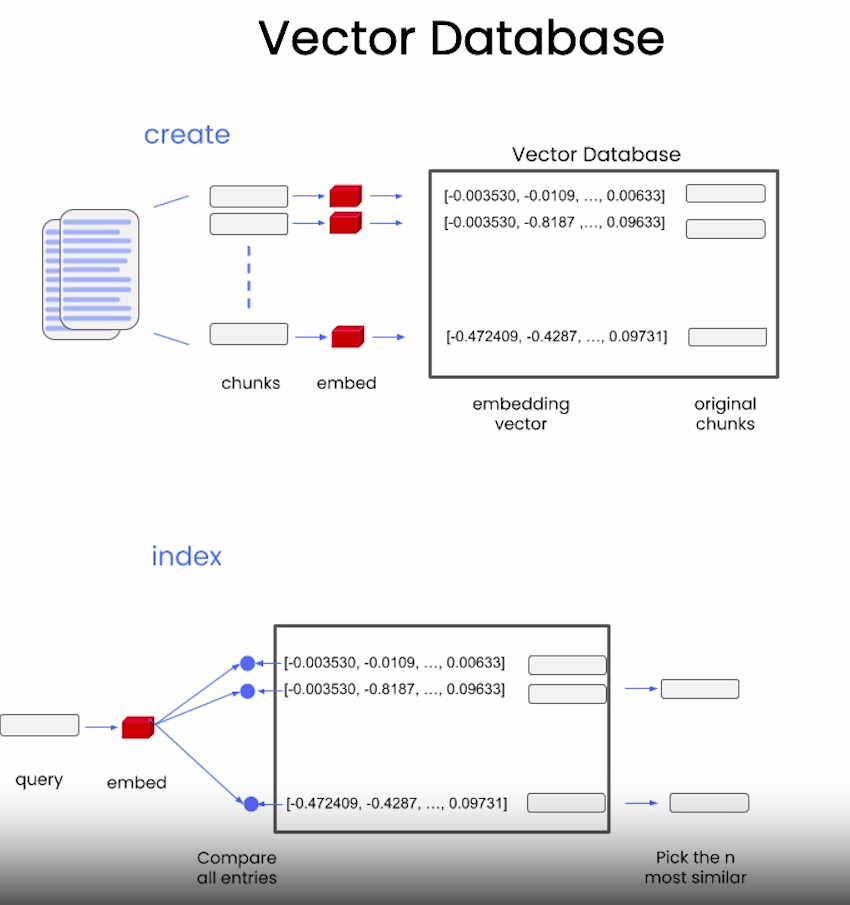 Vector Database
create
Vector Database
[-0.003530, -0.0109, ..., 0.00633]
[-0.003530, -0.8187 ,..., 0.09633]
[-0.472409, -0.4287, ..., 0.09731]
chunks
embed
embedding
vector
original
chunks
index
[-0.003530, -0.0109, ..., 0.00633]
[-0.003530, -0.8187, ..., 0.09633]
[-0.472409, -0.4287, ..., 0.09731]
query
embed
Compare
all entries
Pick the n
most similar